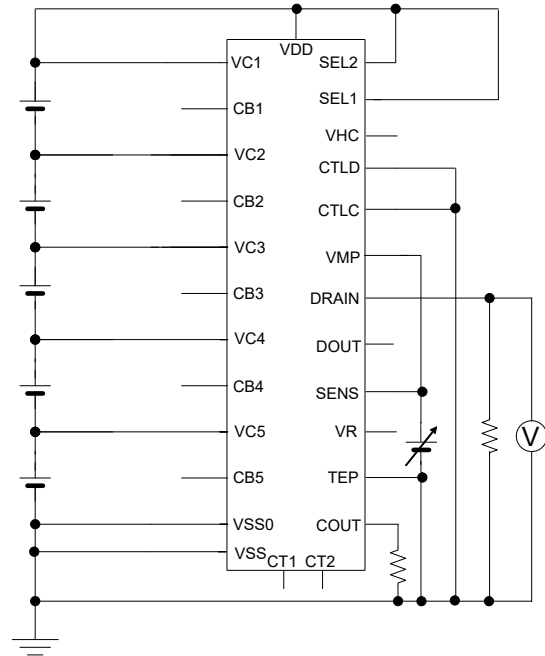 VDD
VC1
SEL2
CB1
SEL1
VC2
VHC
CTLD
CB2
CTLC
VC3
VMP
CB3
DRAIN
VC4
DOUT
CB4
SENS
VC5
VR
CB5
TEP
VSS0
COUT
VSS
CT1 CT2
V